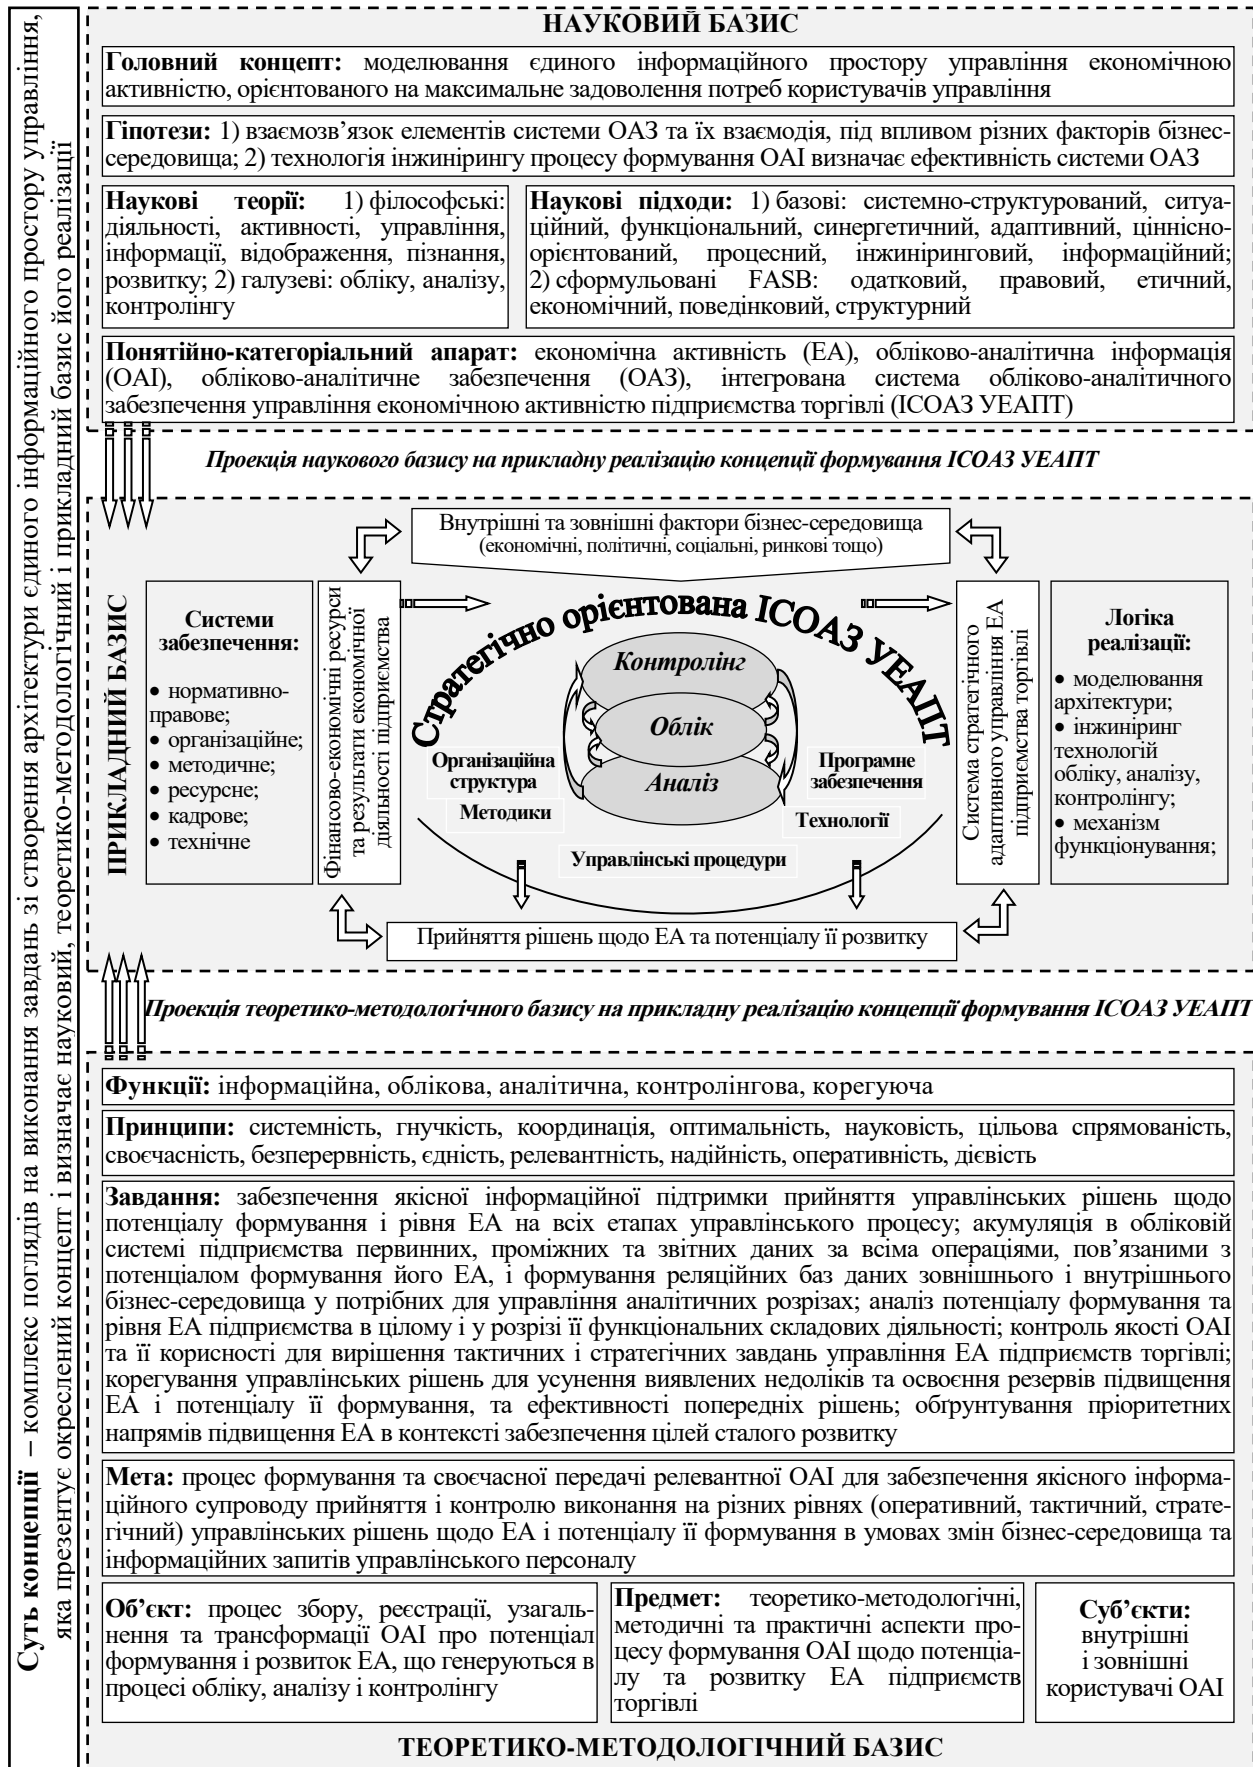 Суть концепції – комплекс поглядів на виконання завдань зі створення архітектури єдиного інформаційного простору управління,
яка презентує окреслений концепт і визначає науковий, теоретико-методологічний і прикладний базис його реалізації
НАУКОВИЙ БАЗИС
Головний концепт: моделювання єдиного інформаційного простору управління економічною
активністю, орієнтованого на максимальне задоволення потреб користувачів управління
Гіпотези: 1) взаємозв’язок елементів системи ОАЗ та їх взаємодія, під впливом різних факторів бізнес-
середовища; 2) технологія інжинірингу процесу формування ОАІ визначає ефективність системи ОАЗ
Наукові теорії: 1) філософські:
діяльності, активності, управління,
інформації, відображення, пізнання,
розвитку; 2) галузеві: обліку, аналізу,
контролінгу
Наукові підходи: 1) базові: системно-структурований, ситуа-
ційний, функціональний, синергетичний, адаптивний, ціннісно-
орієнтований, процесний, інжиніринговий, інформаційний;
2) сформульовані FASB: одатковий, правовий, етичний,
економічний, поведінковий, структурний
Понятійно-категоріальний апарат: економічна активність (ЕА), обліково-аналітична інформація
(ОАІ), обліково-аналітичне забезпечення (ОАЗ), інтегрована система обліково-аналітичного
забезпечення управління економічною активністю підприємства торгівлі (ІСОАЗ УЕАПТ)
Проекція наукового базису на прикладну реалізацію концепції формування ІСОАЗ УЕАПТ
ПРИКЛАДНИЙ БАЗИС
Внутрішні та зовнішні фактори бізнес-середовища
(економічні, політичні, соціальні, ринкові тощо)
Системи
забезпечення:
• нормативно-
правове;
• організаційне;
• методичне;
• ресурсне;
• кадрове;
• технічне
Фінансово-економічні ресурси
та результати економічної
діяльності підприємства
Стратегічно орієнтована ІСОАЗ УЕАПТ
Контролінг
Облік
Аналіз
Організаційна
структура
Методики
Програмне
забезпечення
Технології
Управлінські процедури
Система стратегічного
адаптивного управління ЕА
підприємства торгівлі
Логіка
реалізації:
• моделювання
архітектури;
• інжиніринг
технологій
обліку, аналізу,
контролінгу;
• механізм
функціонування;
Прийняття рішень щодо ЕА та потенціалу її розвитку
Проекція теоретико-методологічного базису на прикладну реалізацію концепції формування ІСОАЗ УЕАПТ
Функції: інформаційна, облікова, аналітична, контролінгова, корегуюча
Принципи: системність, гнучкість, координація, оптимальність, науковість, цільова спрямованість,
своєчасність, безперервність, єдність, релевантність, надійність, оперативність, дієвість
Завдання: забезпечення якісної інформаційної підтримки прийняття управлінських рішень щодо
потенціалу формування і рівня ЕА на всіх етапах управлінського процесу; акумуляція в обліковій
системі підприємства первинних, проміжних та звітних даних за всіма операціями, пов’язаними з
потенціалом формування його ЕА, і формування реляційних баз даних зовнішнього і внутрішнього
бізнес-середовища у потрібних для управління аналітичних розрізах; аналіз потенціалу формування та
рівня ЕА підприємства в цілому і у розрізі її функціональних складових діяльності; контроль якості ОАІ
та її корисності для вирішення тактичних і стратегічних завдань управління ЕА підприємств торгівлі;
корегування управлінських рішень для усунення виявлених недоліків та освоєння резервів підвищення
ЕА і потенціалу її формування, та ефективності попередніх рішень; обґрунтування пріоритетних
напрямів підвищення ЕА в контексті забезпечення цілей сталого розвитку
Мета: процес формування та своєчасної передачі релевантної ОАІ для забезпечення якісного інформа-
ційного супроводу прийняття і контролю виконання на різних рівнях (оперативний, тактичний, страте-
гічний) управлінських рішень щодо ЕА і потенціалу її формування в умовах змін бізнес-середовища та
інформаційних запитів управлінського персоналу
Об’єкт: процес збору, реєстрації, узагаль-
нення та трансформації ОАІ про потенціал
формування і розвиток ЕА, що генеруються в
процесі обліку, аналізу і контролінгу
Предмет: теоретико-методологічні,
методичні та практичні аспекти про-
цесу формування ОАІ щодо потенціа-
лу та розвитку ЕА підприємств
торгівлі
Суб’єкти:
внутрішні
і зовнішні
користувачі ОАІ
ТЕОРЕТИКО-МЕТОДОЛОГІЧНИЙ БАЗИС